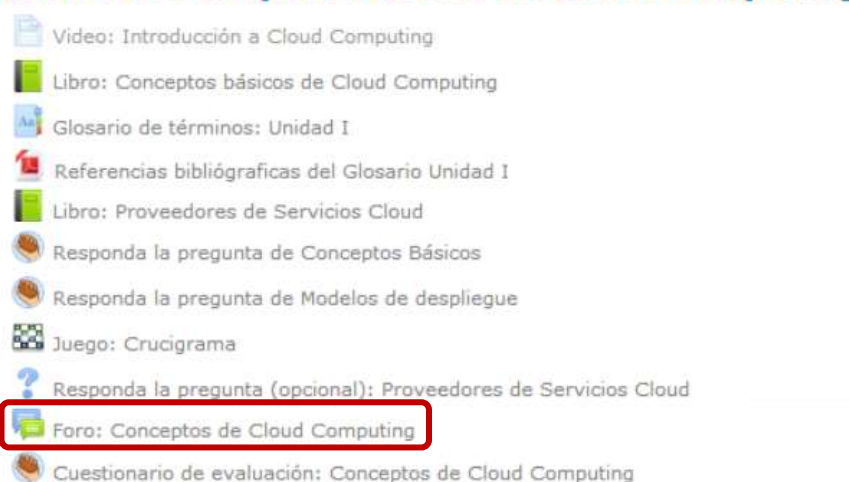 Video: Introducción a Cloud Computing
Libro: Conceptos básicos de Cloud Computing
Glosario de términos: Unidad I
Referencias bibliógraficas del Glosario Unidad I
Libro: Proveedores de Servicios Cloud
Responda la pregunta de Conceptos Básicos
Responda la pregunta de Modelos de despliegue
Juego: Crucigrama
Responda la pregunta (opcional): Proveedores de Servicios Cloud
Foro: Conceptos de Cloud Computing
Cuestionario de evaluación: Conceptos de Cloud Computing